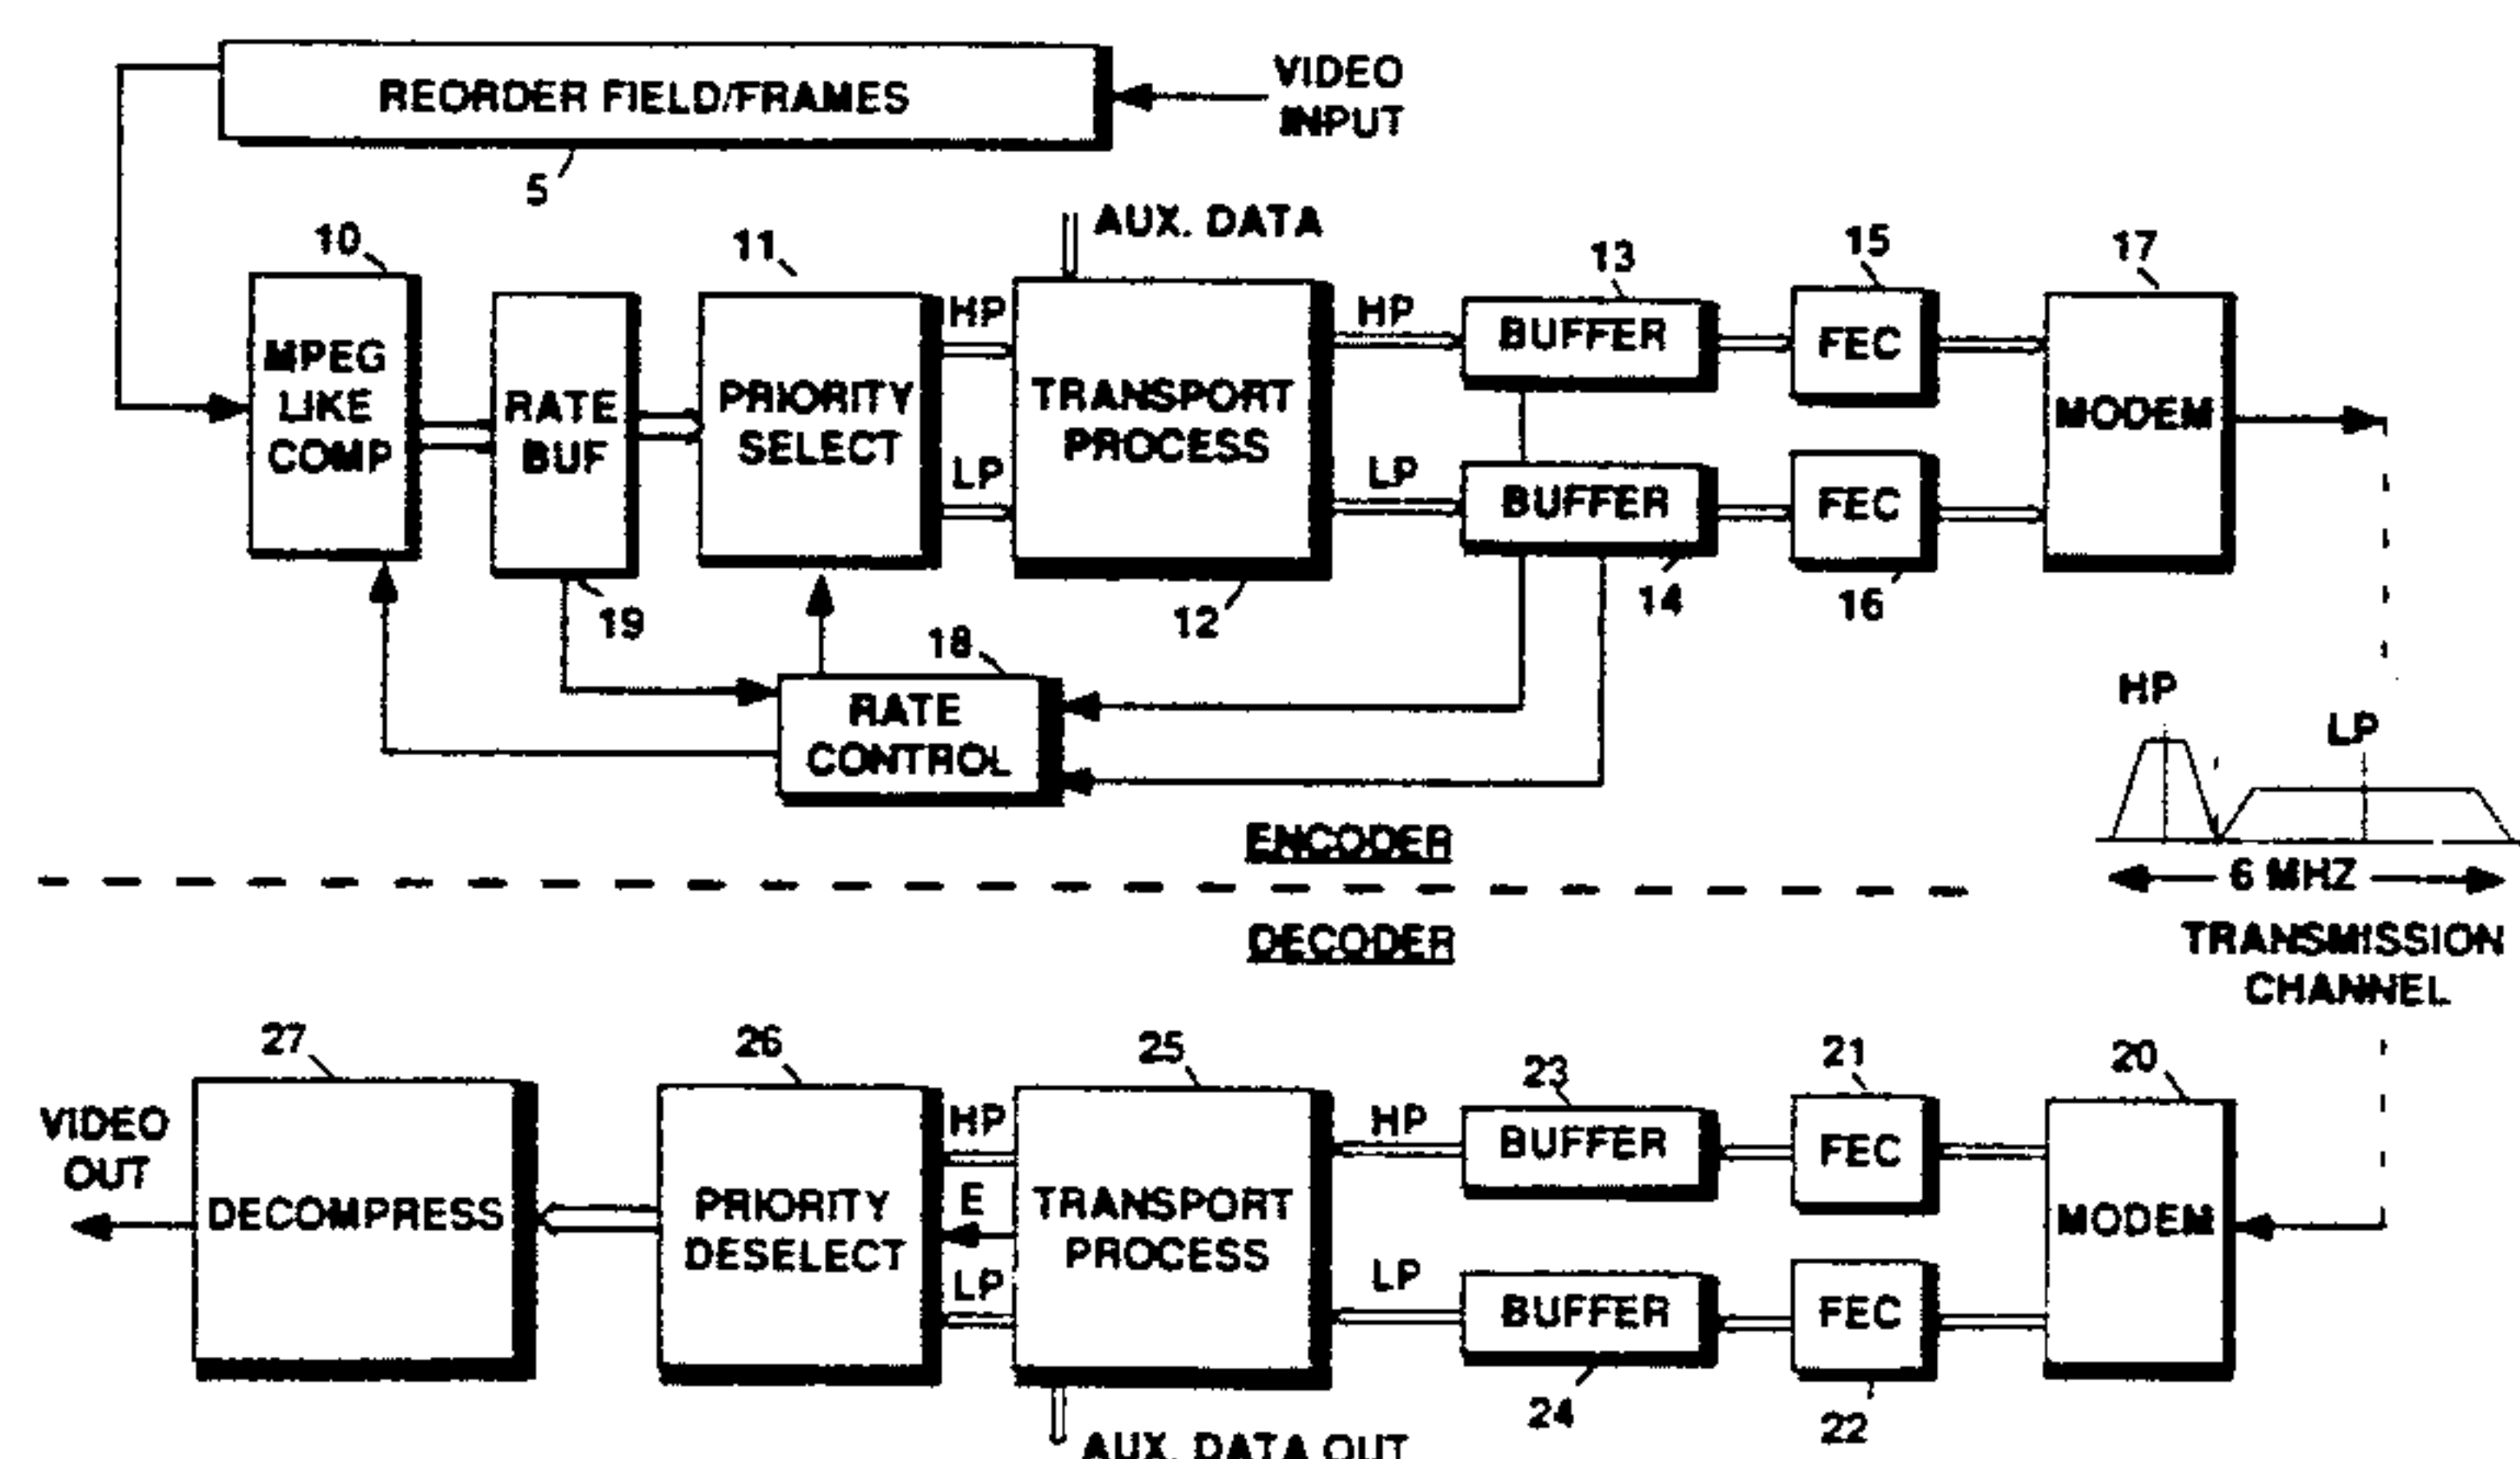 REORDER FIELD/FRAMES
VIDEO
INPUT
5
AUX. DATA
10
11
13
15
17
MPEG
LIKE
COMP
RATE
BUF
PRIORITY
SELECT
HP
LP
TRANSPORT
PROCESS
HP
LP
BUFFER
BUFFER
FEC
FEC
MODEM
19
18
12
14
16
RATE
CONTROL
HP
LP
6 MHZ
TRANSMISSION
CHANNEL
ENCODER
DECODER
27
26
25
23
21
20
VIDEO
OUT
DECOMPRESS
PRIORITY
DESELECT
HP
E
LP
TRANSPORT
PROCESS
HP
LP
BUFFER
BUFFER
FEC
FEC
MODEM
24
22
AUX. DATA OUT